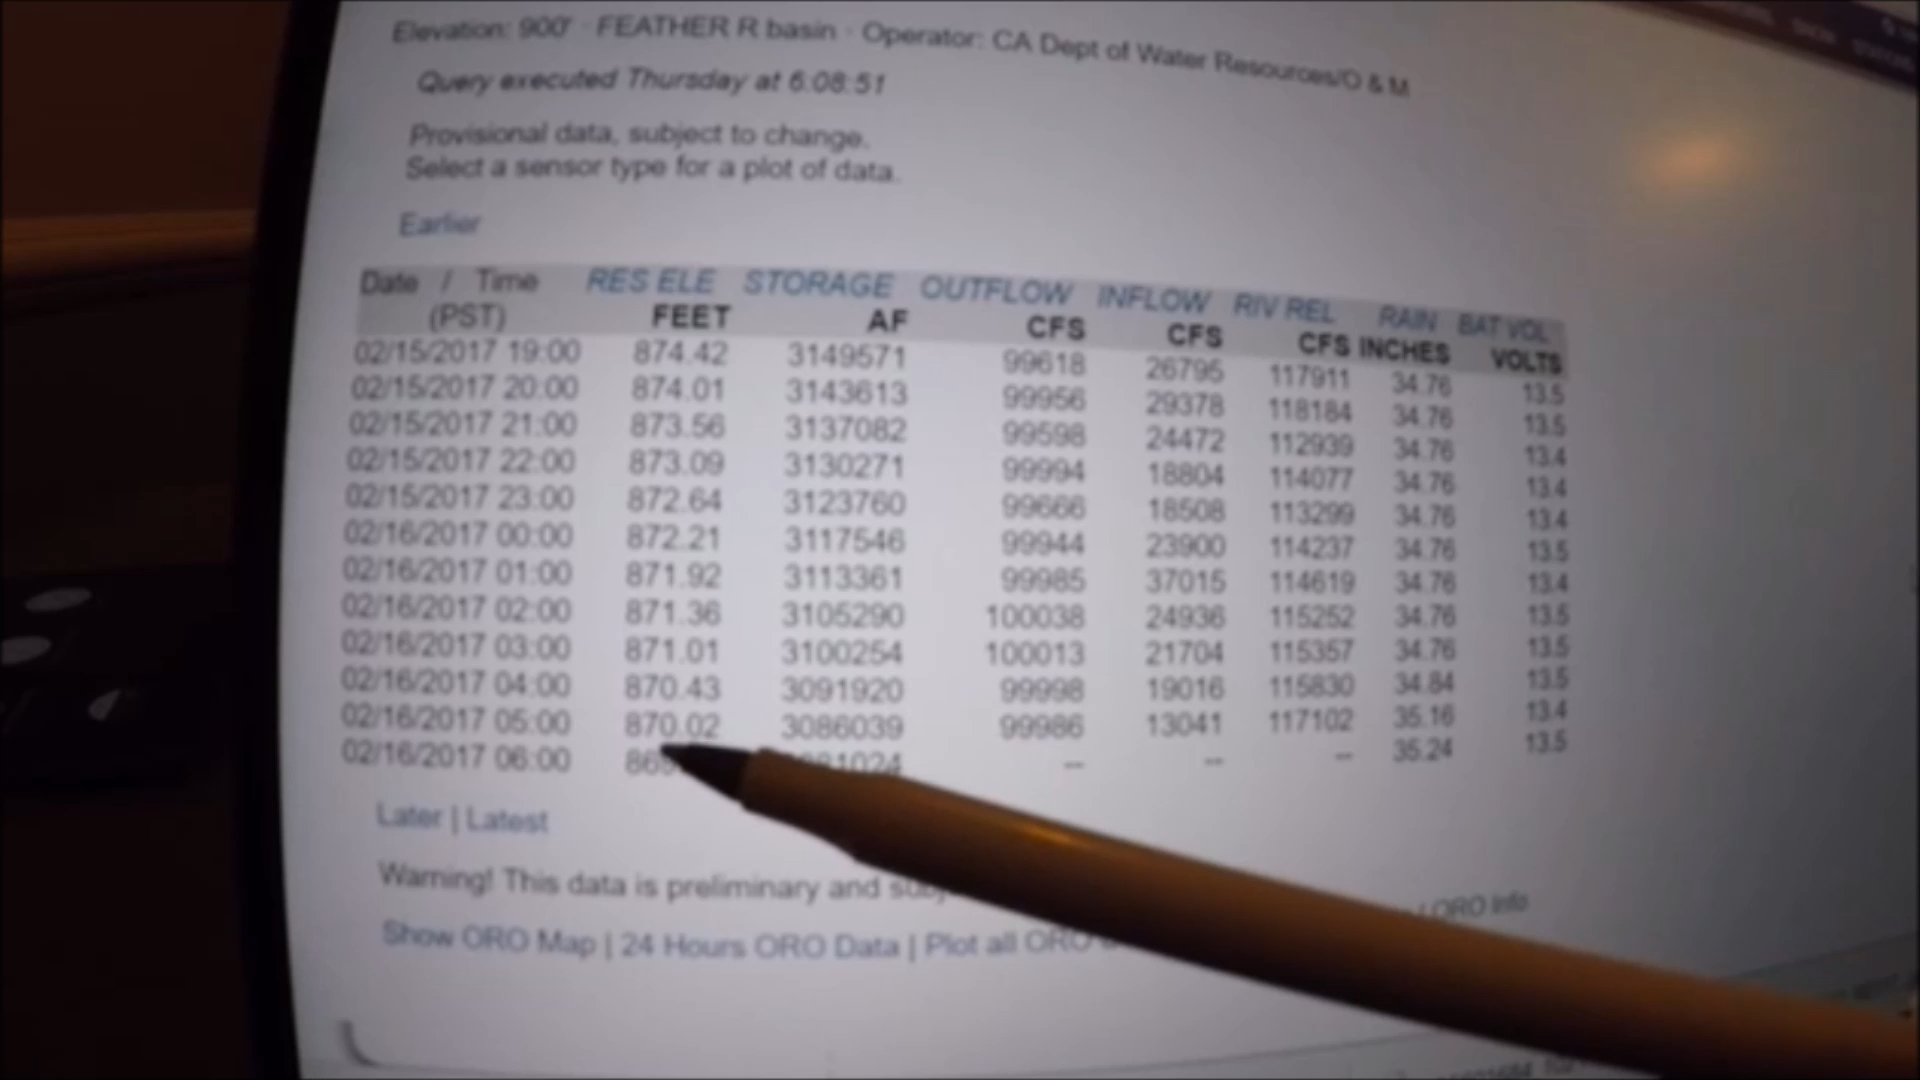 Elevation: 900' · FEATHER R basin · Operator: CA Dept of Water Resources/O & M
Query executed Thursday at 6:08:51
Provisional data, subject to change.
Select a sensor type for a plot of data.
Earlier
Date / Time RES ELE STORAGE OUTFLOW INFLOW RIV REL RAIN BAT VOL
(PST) FEET AF CFS CFS CFS INCHES VOLTS
02/15/2017 19:00 874.42 3149571 99618 26795 117911 34.76 13.5
02/15/2017 20:00 874.01 3143613 99956 29378 118184 34.76 13.5
02/15/2017 21:00 873.56 3137082 99598 24472 112939 34.76 13.4
02/15/2017 22:00 873.09 3130271 99994 18804 114077 34.76 13.4
02/15/2017 23:00 872.64 3123760 99666 18508 113299 34.76 13.4
02/16/2017 00:00 872.21 3117546 99944 23900 114237 34.76 13.5
02/16/2017 01:00 871.92 3113361 99985 37015 114619 34.76 13.4
02/16/2017 02:00 871.36 3105290 100038 24936 115252 34.76 13.5
02/16/2017 03:00 871.01 3100254 100013 21704 115357 34.76 13.5
02/16/2017 04:00 870.43 3091920 99998 19016 115830 34.84 13.5
02/16/2017 05:00 870.02 3086039 99986 13041 117102 35.16 13.4
02/16/2017 06:00 -- -- -- 35.24 13.5
Later | Latest
Warning! This data is preliminary and
ORO Info
Show ORO Map | 24 Hours ORO Data | Plot all ORO